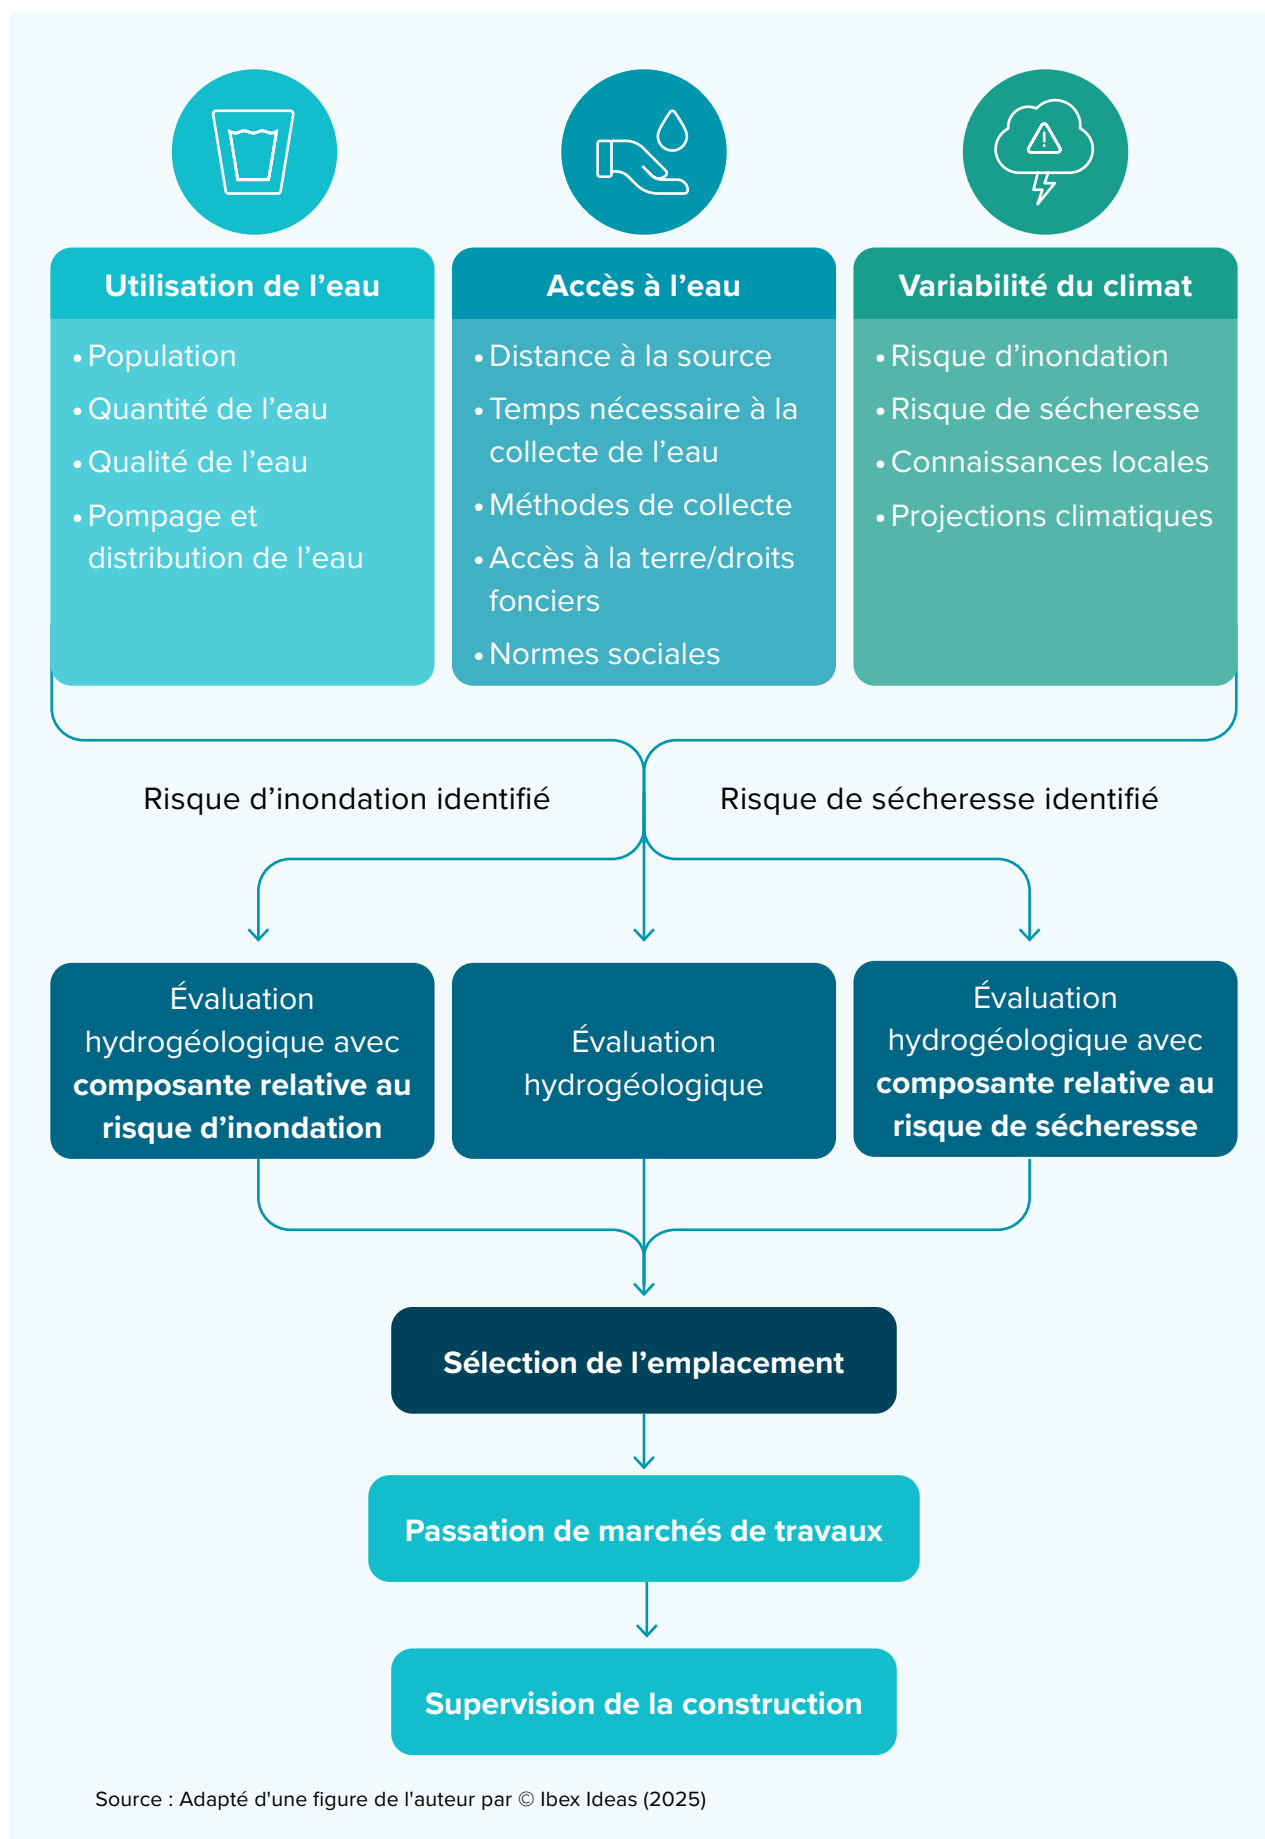 Utilisation de l’eau
• Population
• Quantité de l’eau
• Qualité de l’eau
• Pompage et
distribution de l’eau
Accès à l’eau
• Distance à la source
• Temps nécessaire à la
collecte de l’eau
• Méthodes de collecte
• Accès à la terre/droits
fonciers
• Normes sociales
Variabilité du climat
• Risque d’inondation
• Risque de sécheresse
• Connaissances locales
• Projections climatiques
Risque d’inondation identifié
Risque de sécheresse identifié
Évaluation
hydrogéologique avec
composante relative au
risque d’inondation
Évaluation
hydrogéologique
Évaluation
hydrogéologique avec
composante relative au
risque de sécheresse
Sélection de l’emplacement
Passation de marchés de travaux
Supervision de la construction
Source : Adapté d'une figure de l'auteur par © Ibex Ideas (2025)